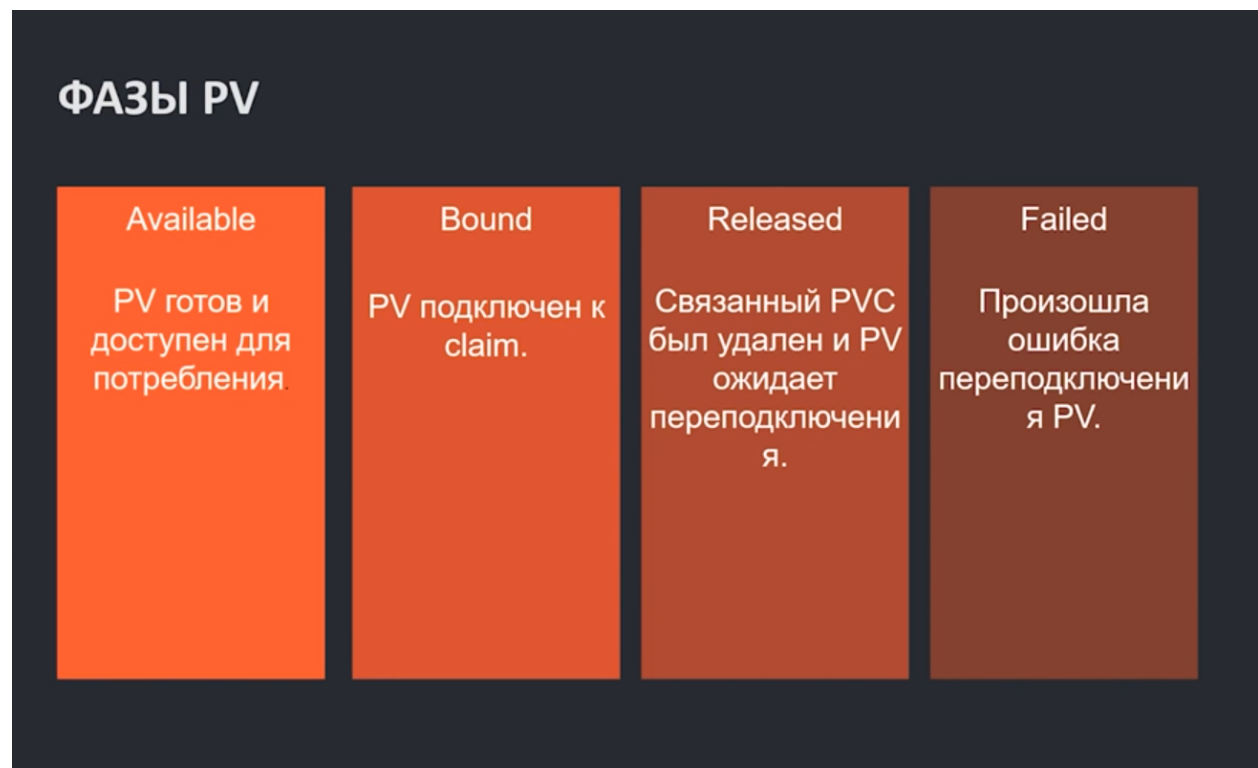 ФАЗЫ PV
Available
PV готов и
доступен для
потребления.
Bound
PV подключен к
claim.
Released
Связанный PVC
был удален и PV
ожидает
переподключени
я.
Failed
Произошла
ошибка
переподключени
я PV.